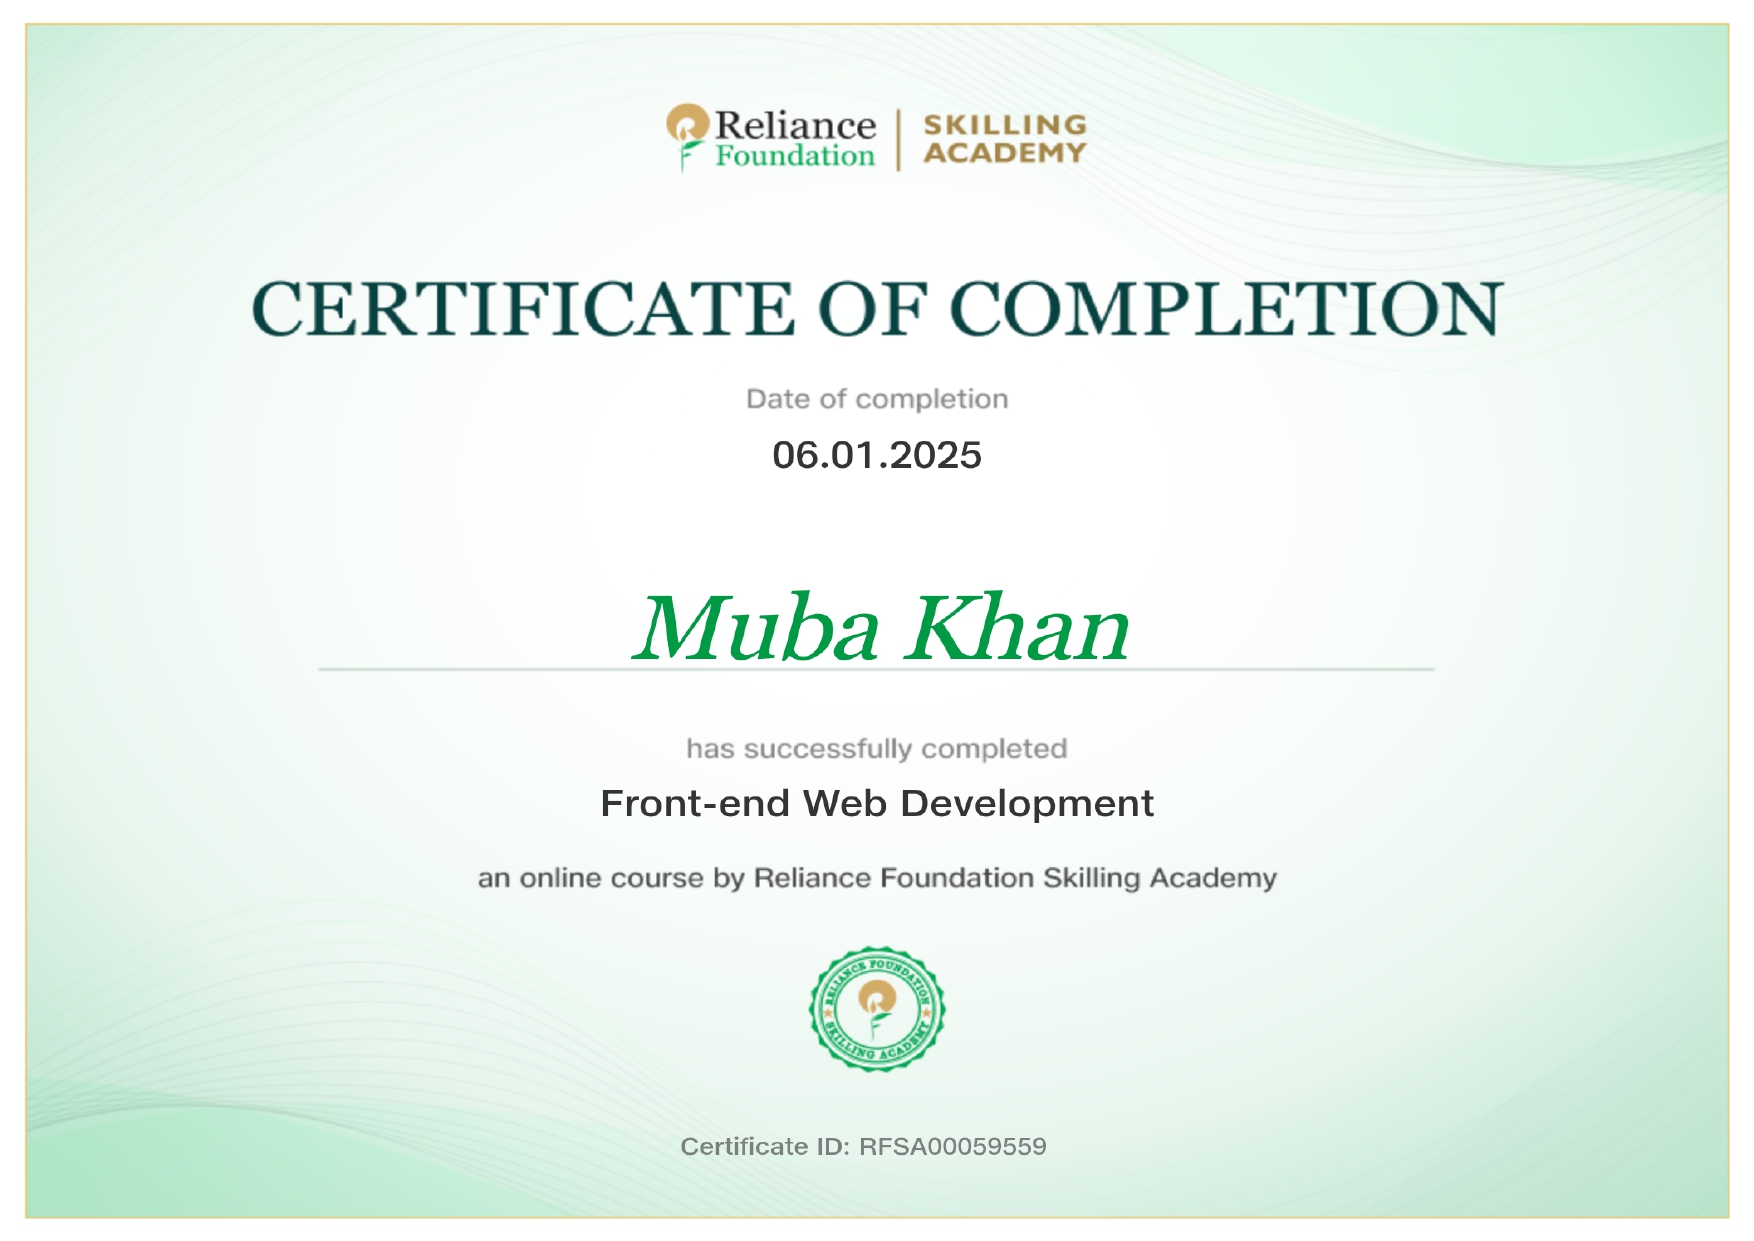 Reliance
Foundation
SKILLING
ACADEMY
CERTIFICATE OF COMPLETION
Date of completion
06.01.2025
Muba Khan
has successfully completed
Front-end Web Development
an online course by Reliance Foundation Skilling Academy
RELIANCE FOUNDATION
SKILLING ACADEMY
Certificate ID: RFSA00059559